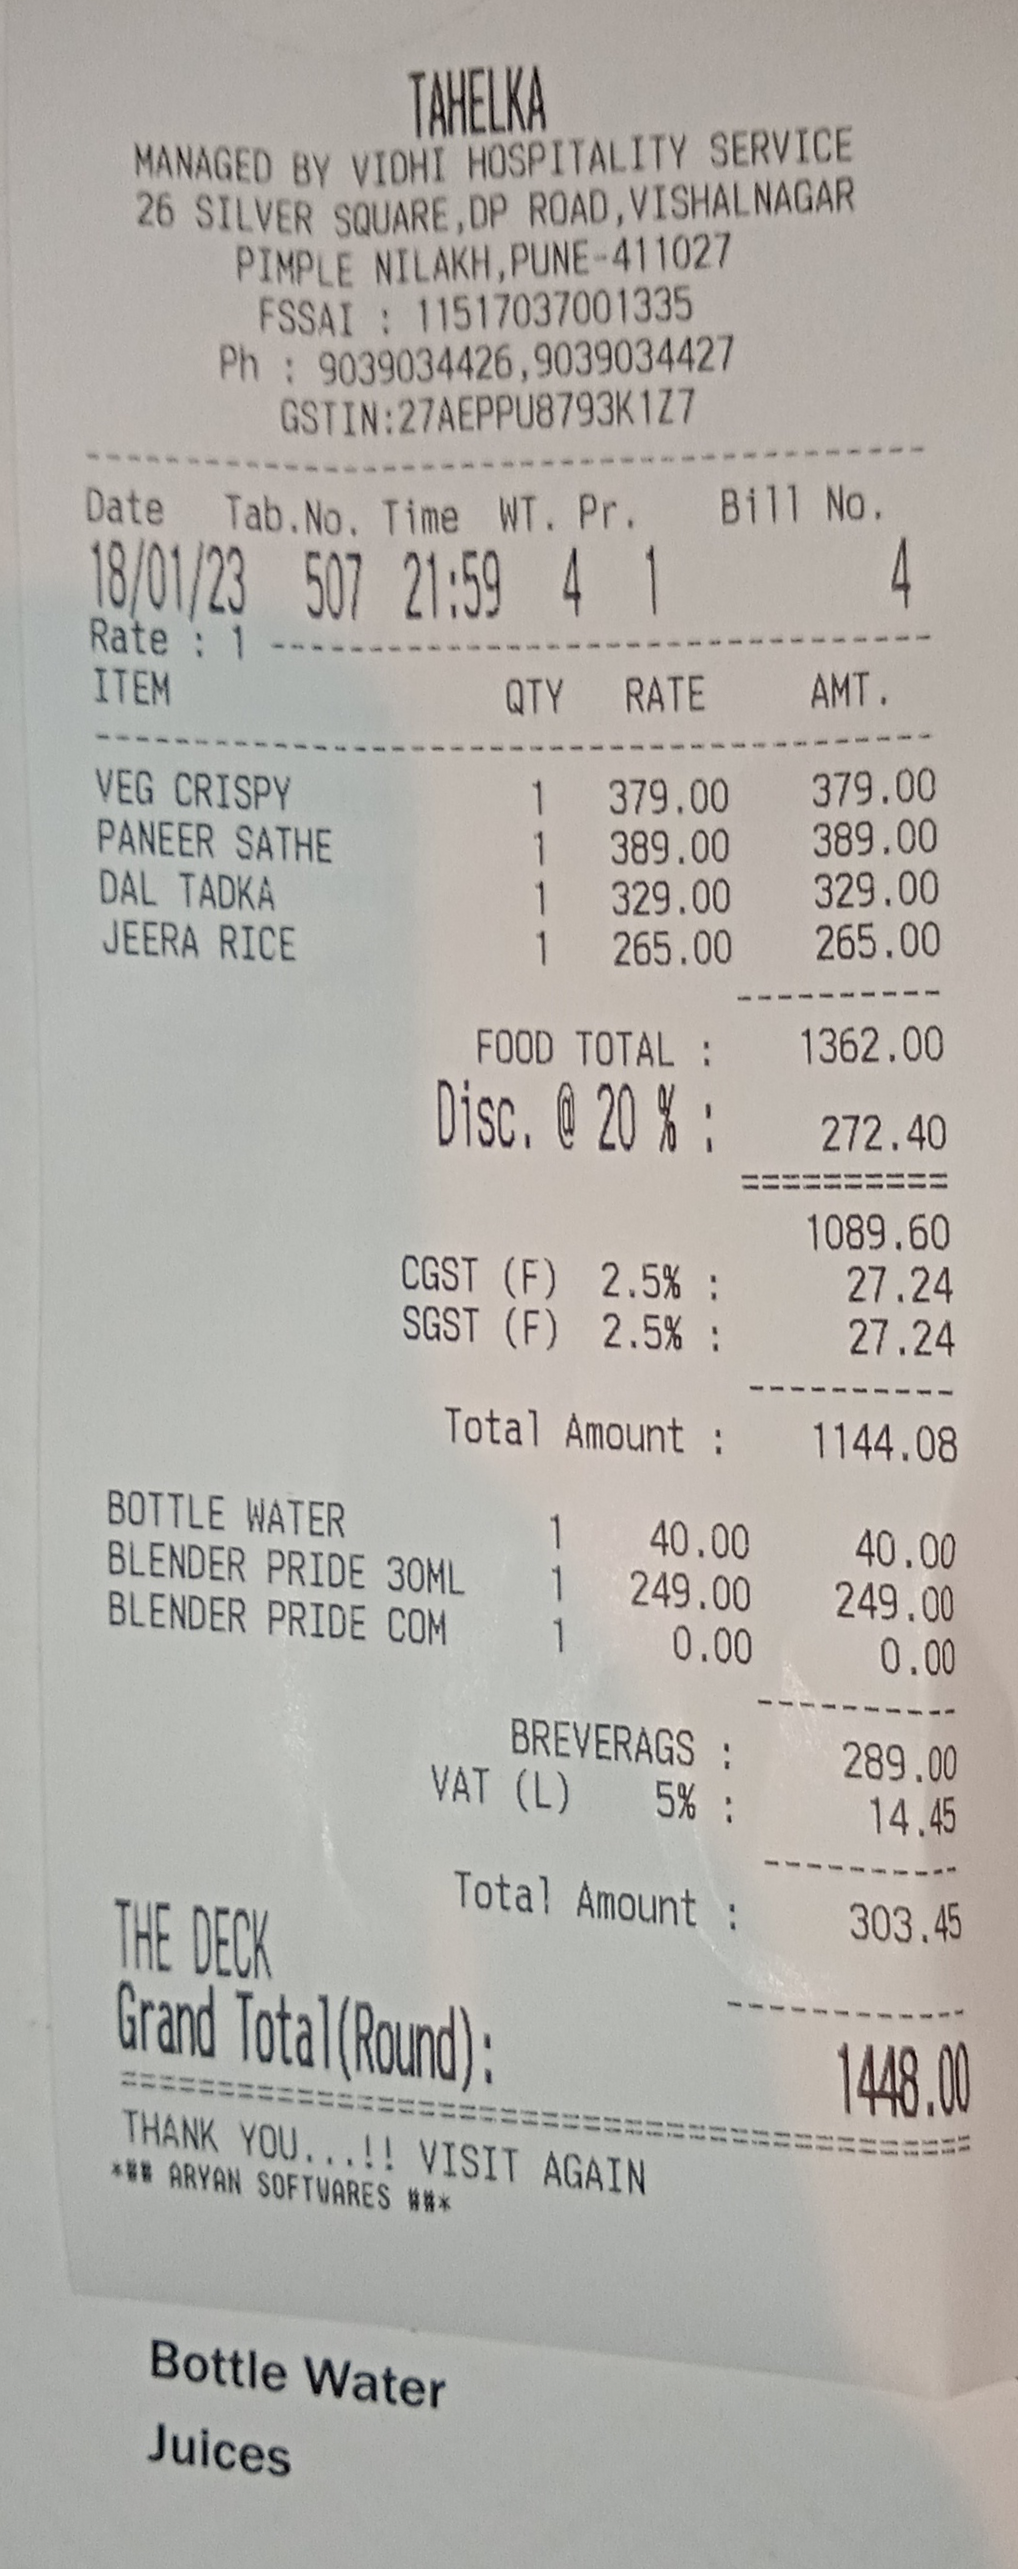 TAHELKA
MANAGED BY VIDHI HOSPITALITY SERVICE
26 SILVER SQUARE,DP ROAD,VISHALNAGAR
PIMPLE NILAKH,PUNE-411027
FSSAI : 11517037001335
Ph : 9039034426,9039034427
GSTIN:27AEPPU8793K1Z7
Date Tab.No. Time WT. Pr. Bill No.
18/01/23 507 21:59 4 1 4
Rate : 1
ITEM QTY RATE AMT.
VEG CRISPY 1 379.00 379.00
PANEER SATHE 1 389.00 389.00
DAL TADKA 1 329.00 329.00
JEERA RICE 1 265.00 265.00
FOOD TOTAL : 1362.00
Disc. @ 20 % : 272.40
1089.60
CGST (F) 2.5% : 27.24
SGST (F) 2.5% : 27.24
Total Amount : 1144.08
BOTTLE WATER 1 40.00 40.00
BLENDER PRIDE 30ML 1 249.00 249.00
BLENDER PRIDE COM 1 0.00 0.00
BREVERAGS : 289.00
VAT (L) 5% : 14.45
Total Amount : 303.45
THE DECK
Grand Total(Round): 1448.00
THANK YOU...!! VISIT AGAIN
*## ARYAN SOFTWARES ##*
Bottle Water
Juices